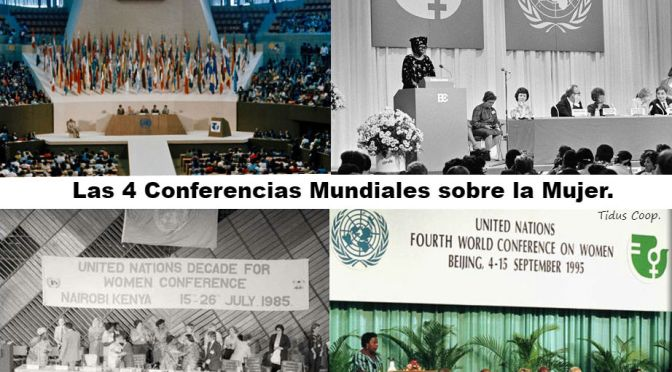 Las 4 Conferencias Mundiales sobre la Mujer.
Tidus Coop.
UNITED NATIONS DECADE FOR
WOMEN CONFERENCE
NAIROBI KENYA 15-26 JULY 1985
UNITED NATIONS
FOURTH WORLD CONFERENCE ON WOMEN
BEIJING, 4-15 SEPTEMBER 1995